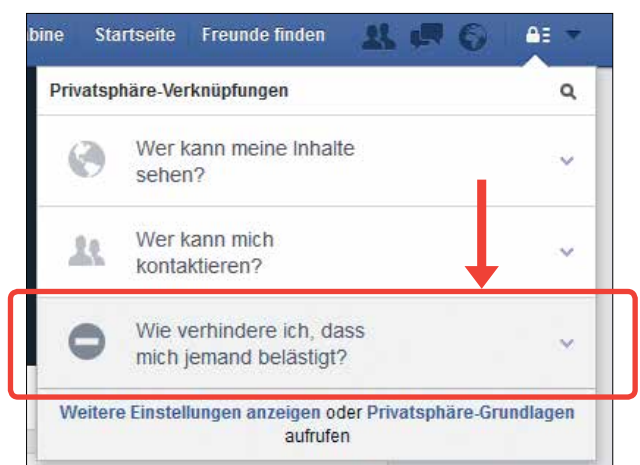 Startseite Freunde finden
Privatsphäre-Verknüpfungen
Wer kann meine Inhalte
sehen?
Wer kann mich
kontaktieren?
Wie verhindere ich, dass
mich jemand belästigt?
Weitere Einstellungen anzeigen oder Privatsphäre-Grundlagen
aufrufen